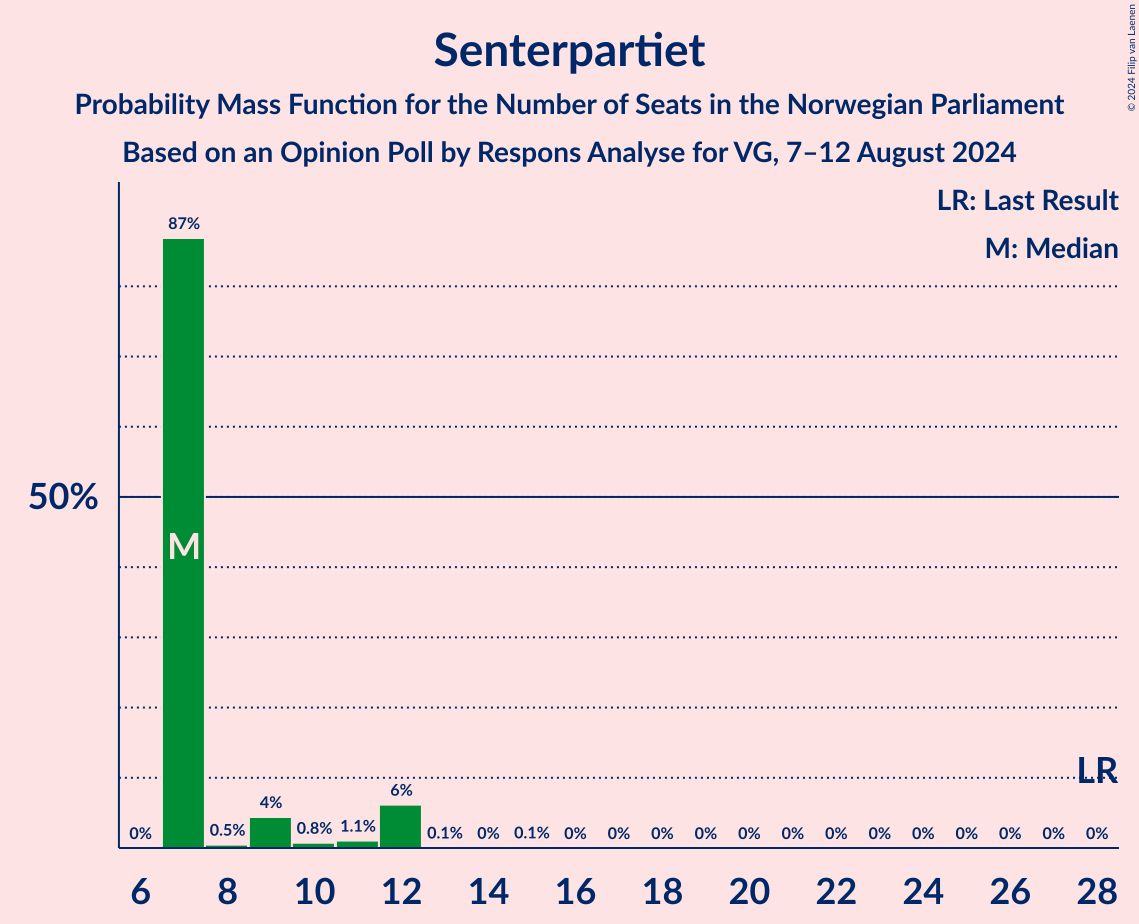 Senterpartiet
Probability Mass Function for the Number of Seats in the Norwegian Parliament
Based on an Opinion Poll by Respons Analyse for VG, 7–12 August 2024
© 2024 Filip van Laenen
LR: Last Result
M: Median
87%
50%
M
LR
0% 0.5% 4% 0.8% 1.1% 6% 0.1% 0% 0.1% 0% 0% 0% 0% 0% 0% 0% 0% 0% 0% 0% 0% 0%
6 8 10 12 14 16 18 20 22 24 26 28